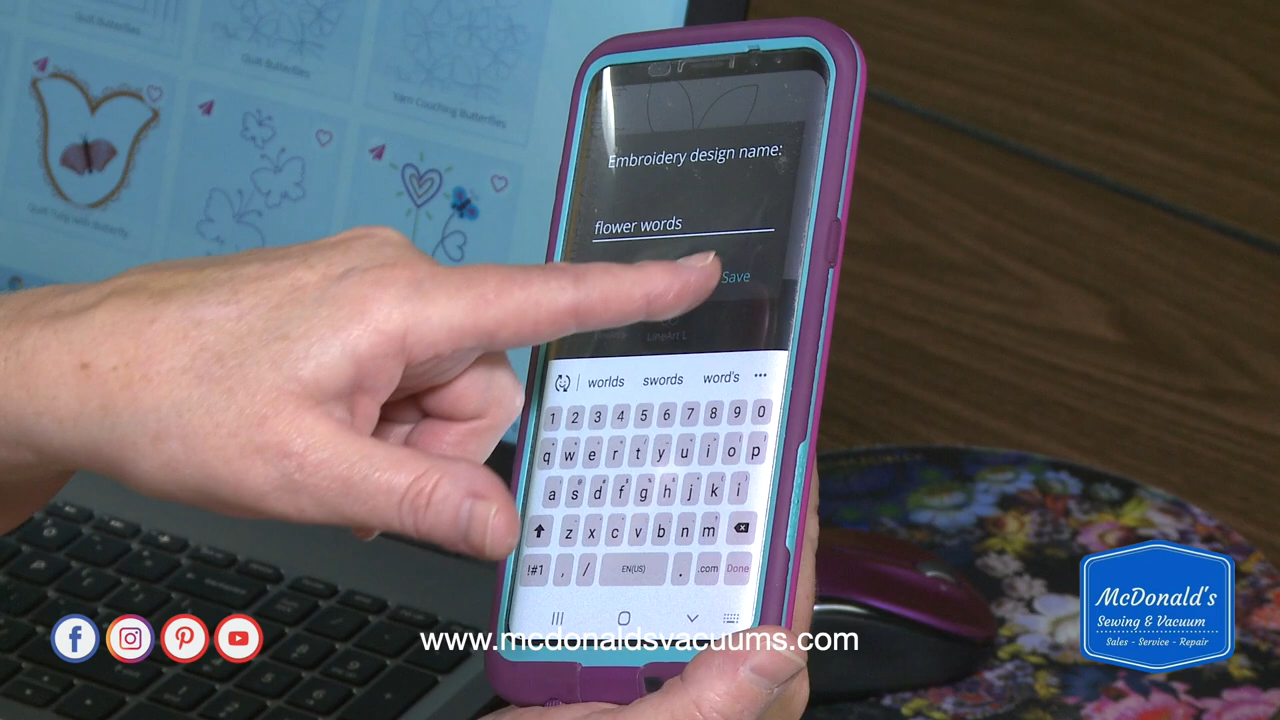 Quilt Butterflies
Quilt Butterflies
Yarn Couching Butterflies
Quilt Tulip with Butterfly
Embroidery design name:
flower words
Save
LineArt L
worlds swords word's
1 2 3 4 5 6 7 8 9 0
q w e r t y u i o p
a s d f g h j k l
z x c v b n m
!#1 , / EN(US) . .com Done
www.mcdonaldsvacuums.com
McDonald's
Sewing & Vacuum
Sales - Service - Repair